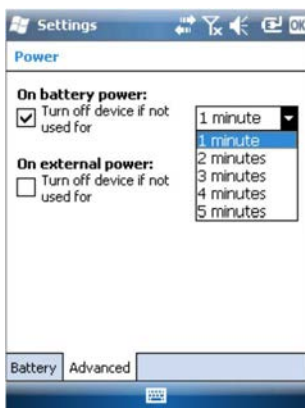 Settings
OK
Power
On battery power:
Turn off device if not
used for
1 minute
1 minute
2 minutes
3 minutes
4 minutes
5 minutes
On external power:
Turn off device if not
used for
Battery Advanced